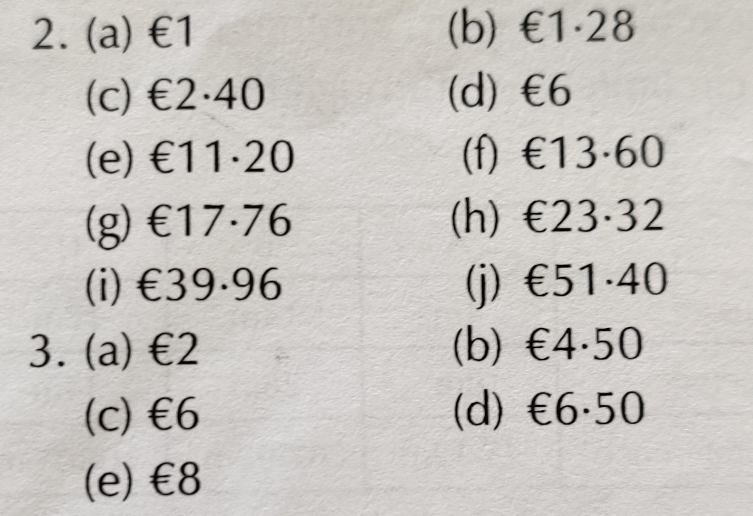 2. (a) €1 (b) €1·28
(c) €2·40 (d) €6
(e) €11·20 (f) €13·60
(g) €17·76 (h) €23·32
(i) €39·96 (j) €51·40
3. (a) €2 (b) €4·50
(c) €6 (d) €6·50
(e) €8